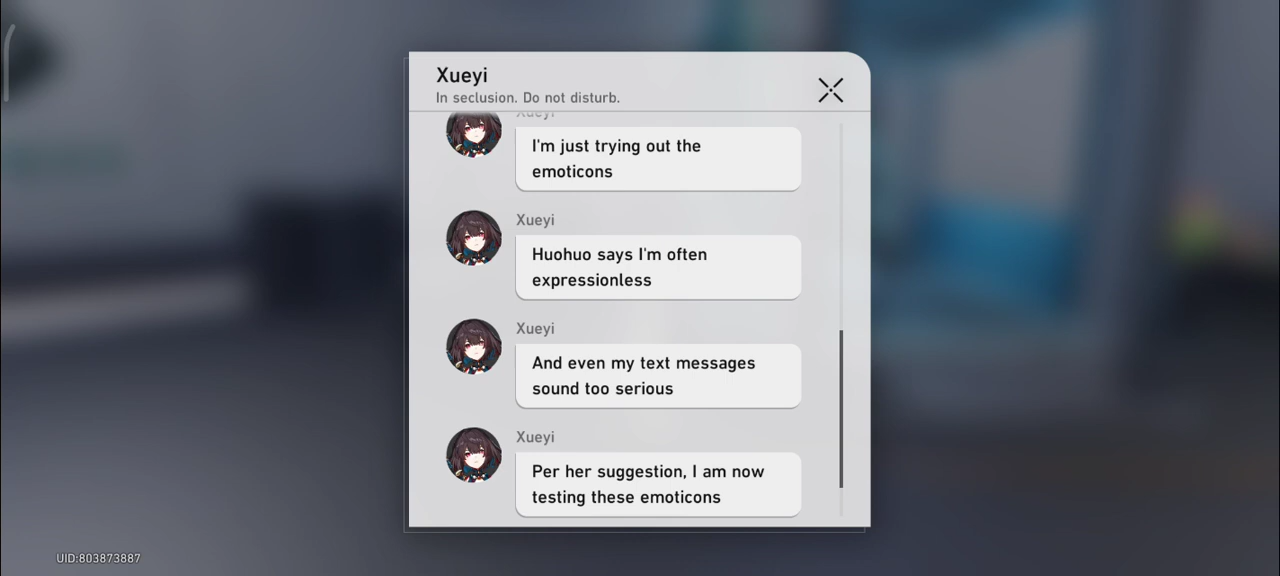 Xueyi
In seclusion. Do not disturb.
Xueyi
I'm just trying out the
emoticons
Xueyi
Huohuo says I'm often
expressionless
Xueyi
And even my text messages
sound too serious
Xueyi
Per her suggestion, I am now
testing these emoticons
UID:803873887